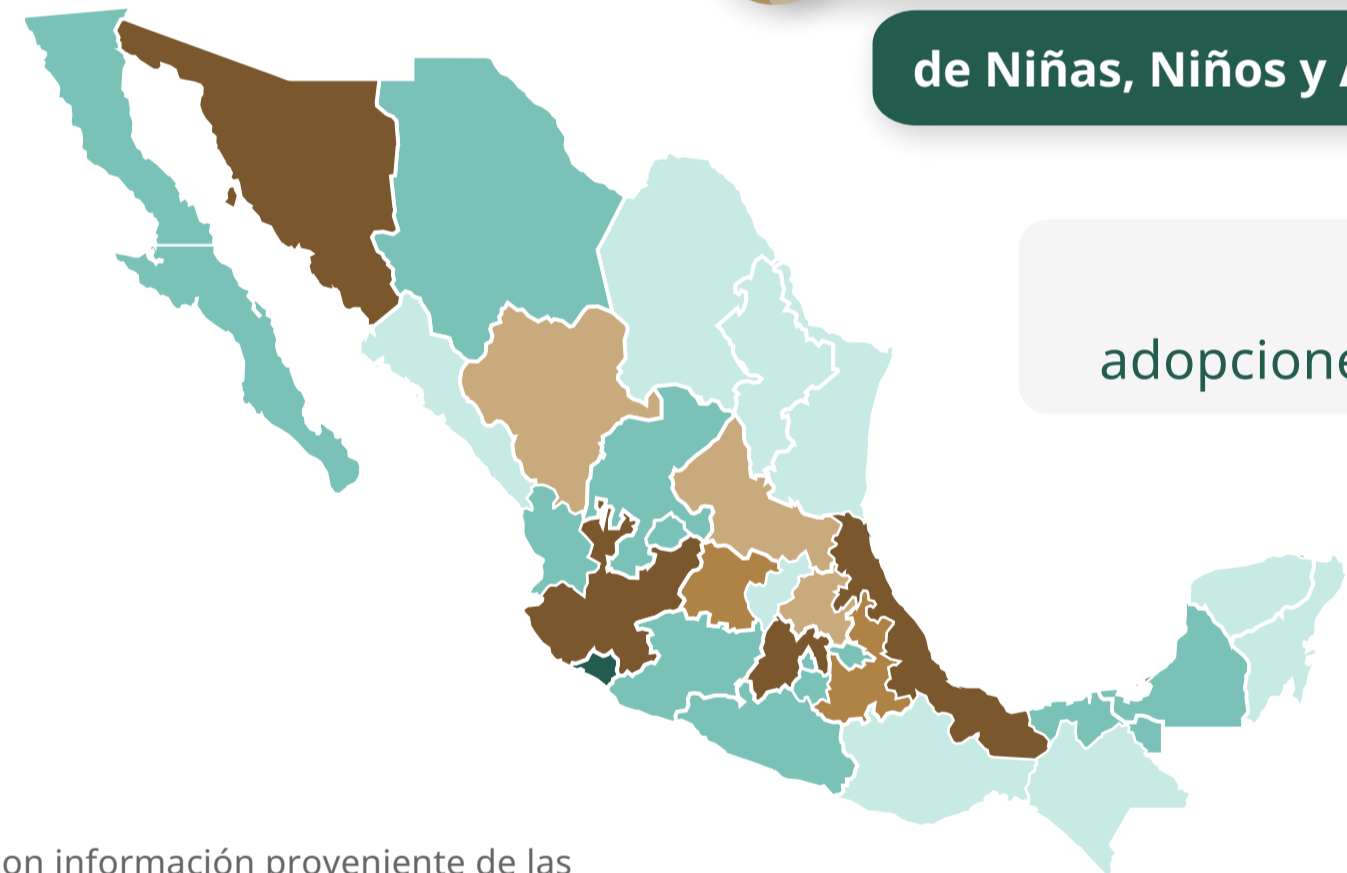 de Niñas, Niños y
adopcione
on información proveniente de las